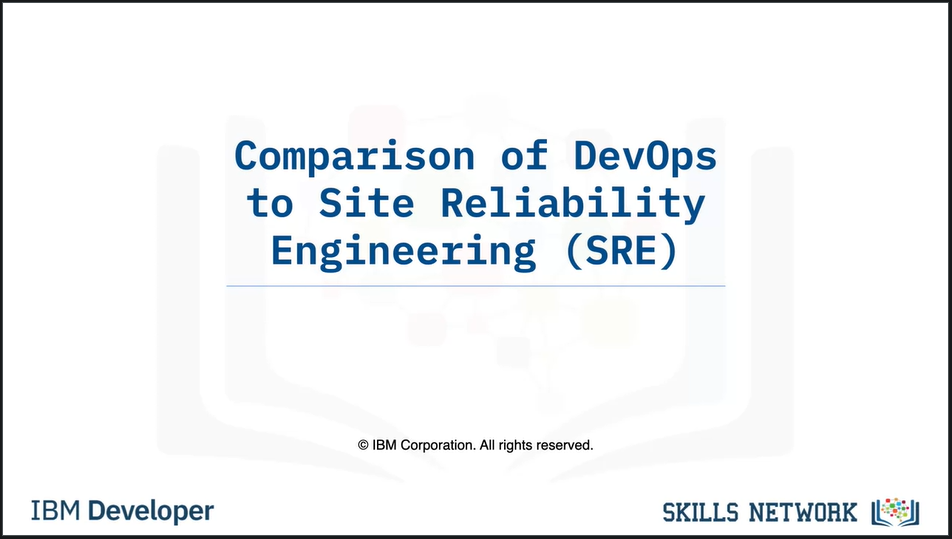 Comparison of DevOps
to Site Reliability
Engineering (SRE)
© IBM Corporation. All rights reserved.
IBM Developer
SKILLS NETWORK